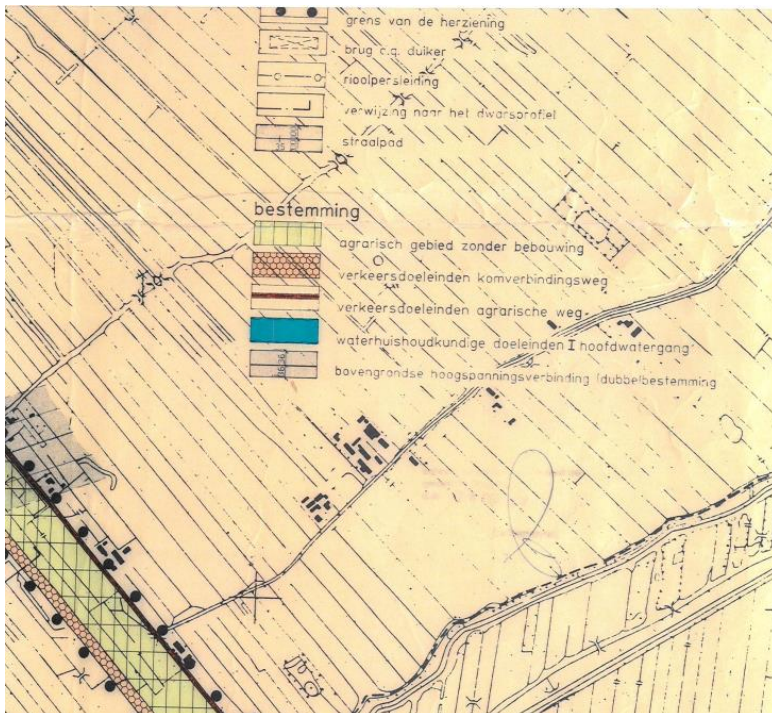 grens van de herziening
brug c.q. duiker
rioolpersleiding
verwijzing naar het dwarsprofiel
straalpad
bestemming
agrarisch gebied zonder bebouwing
verkeersdoeleinden komverbindingsweg
verkeersdoeleinden agrarische weg
waterhuishoudkundige doeleinden I hoofdwatergang
bovengrondse hoogspanningsverbinding (dubbelbestemming